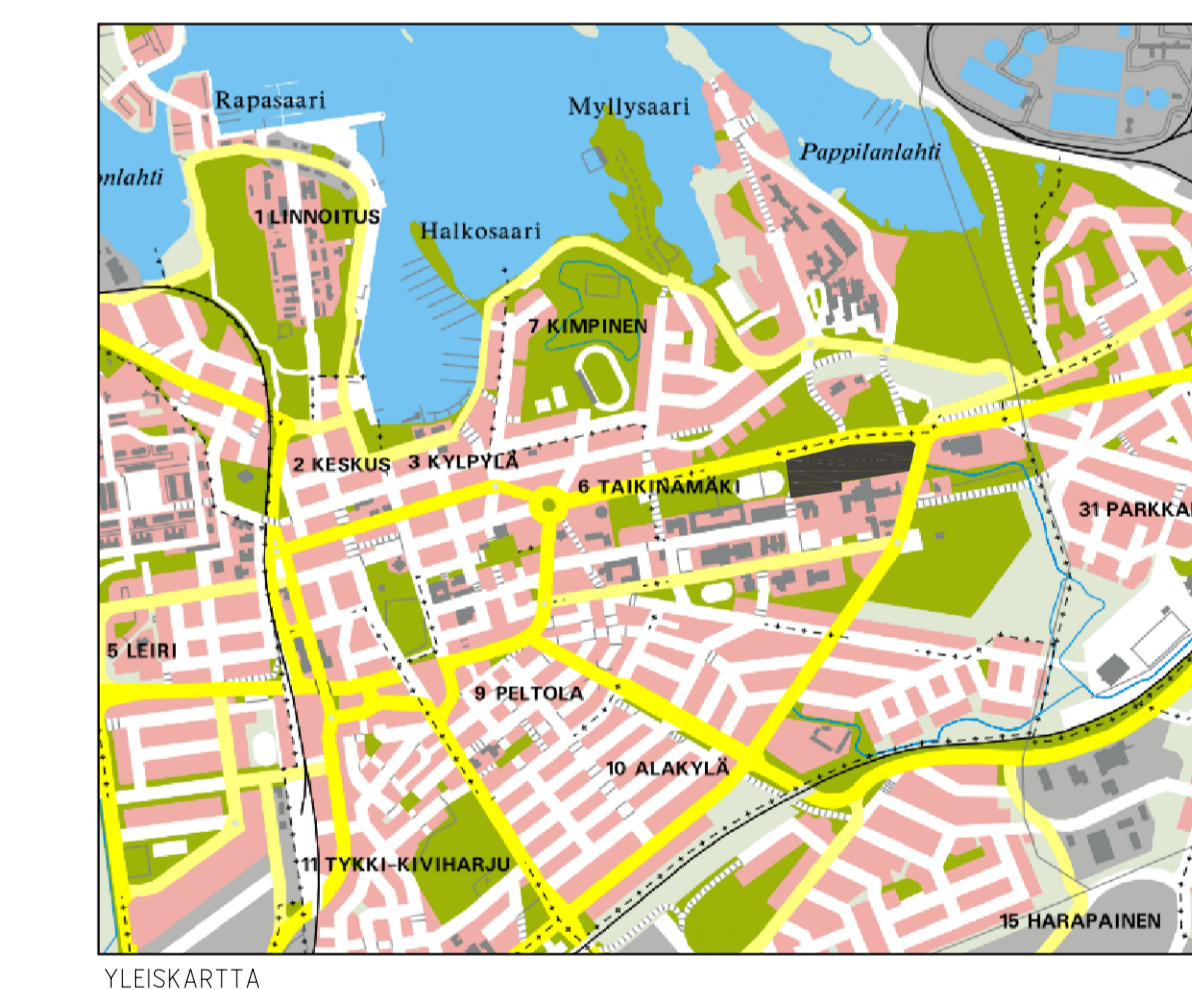 Rapasaari
Myllysaari
Pappilanlahti
nlahti
1 LINNOITUS
Halkosaari
7 KIMPINEN
2 KESKUS
3 KYLPYLÄ
6 TAIKINAMÄKI
31 PARKKA
5 LEIRI
9 PELTOLA
10 ALAKYLÄ
11 TYKKI-KIVIHARJU
15 HARAPAINEN
YLEISKARTTA